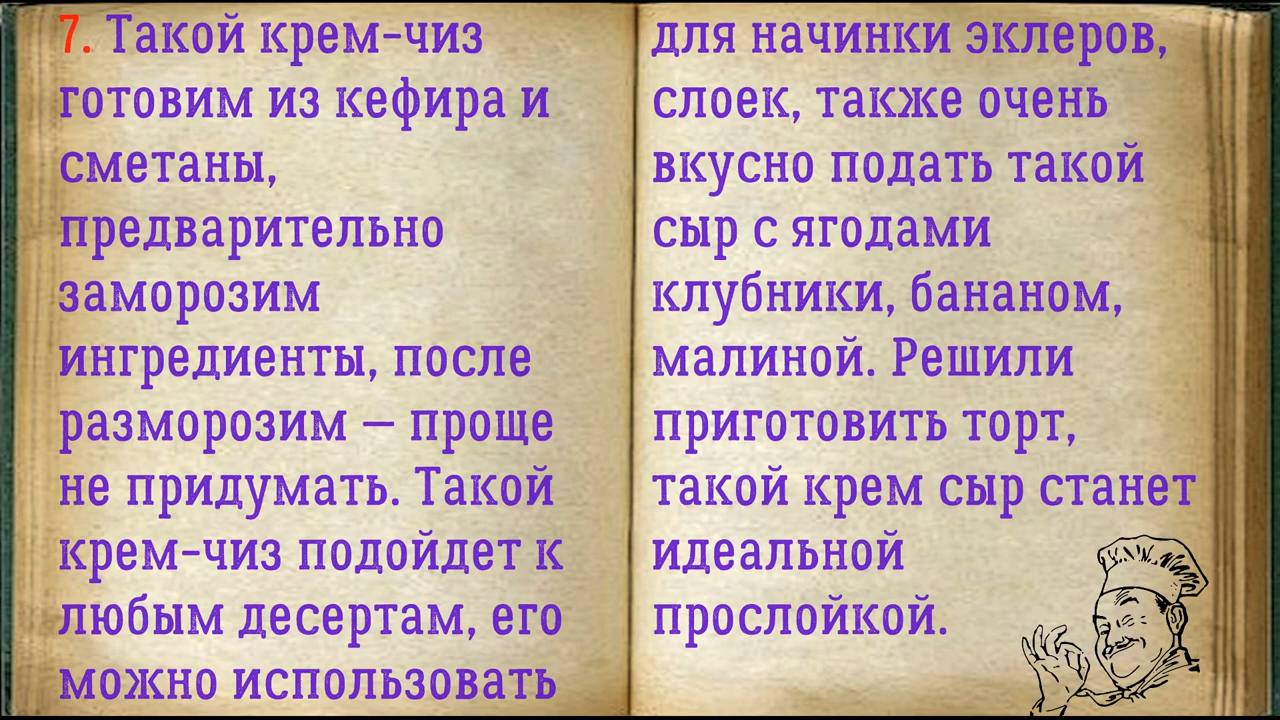 7. Такой крем-чиз
готовим из кефира и
сметаны,
предварительно
заморозим
ингредиенты, после
разморозим – проще
не придумать. Такой
крем-чиз подойдет к
любым десертам, его
можно использовать
для начинки эклеров,
слоек, также очень
вкусно подать такой
сыр с ягодами
клубники, бананом,
малиной. Решили
приготовить торт,
такой крем сыр станет
идеальной
прослойкой.